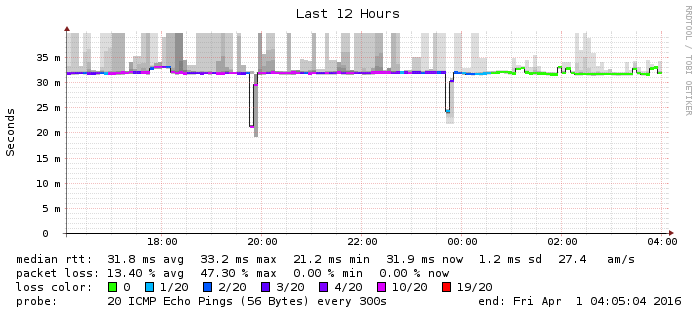 Last 12 Hours
RRDTOOL / TOBI OETIKER
Seconds
35 m
30 m
25 m
20 m
15 m
10 m
5 m
0
18:00 20:00 22:00 00:00 02:00 04:00
median rtt: 31.8 ms avg 33.2 ms max 21.2 ms min 31.9 ms now 1.2 ms sd 27.4 am/s
packet loss: 13.40 % avg 47.30 % max 0.00 % min 0.00 % now
loss color: 0 1/20 2/20 3/20 4/20 10/20 19/20
probe: 20 ICMP Echo Pings (56 Bytes) every 300s end: Fri Apr 1 04:05:04 2016